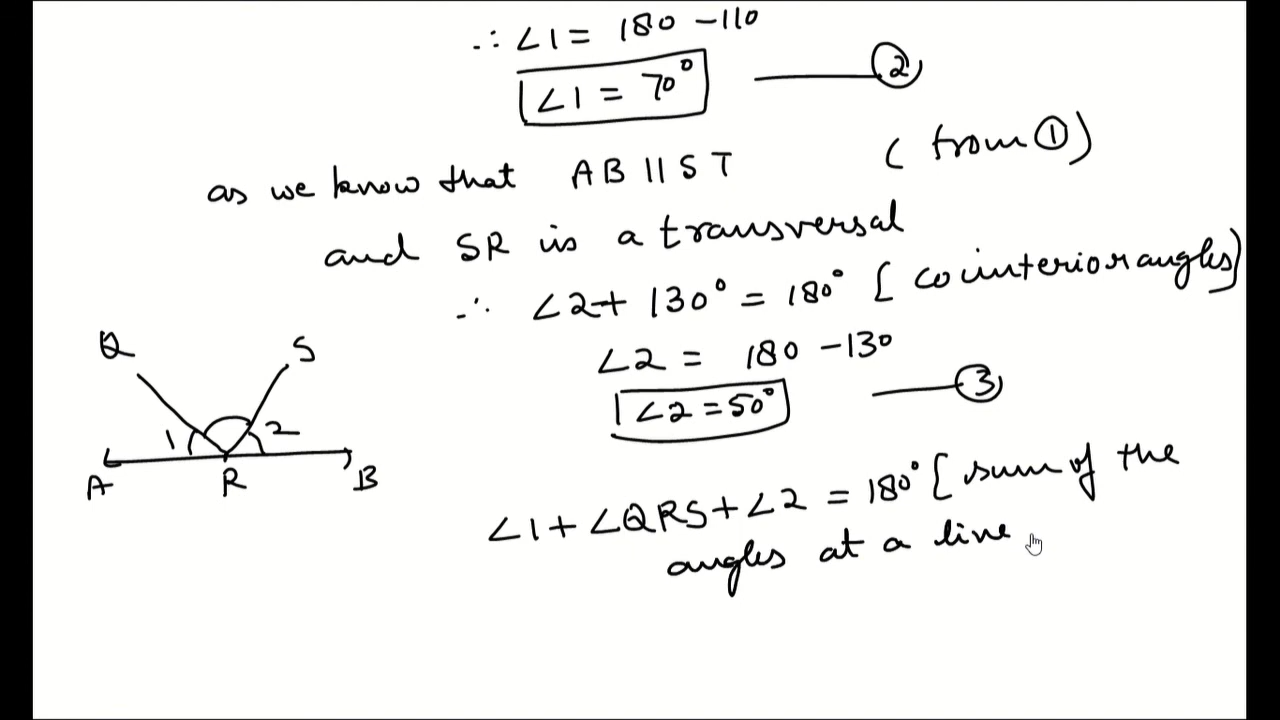 ∴ ∠1 = 180 - 110
∠1 = 70° ——— ②
as we know that AB || ST (from ①)
and SR is a transversal
∴ ∠2 + 130° = 180° [cointerior angles)
∠2 = 180 - 130
∠2 = 50° ——— ③
Q S
1 2
A R B
∠1 + ∠QRS + ∠2 = 180° [sum of the
angles at a line